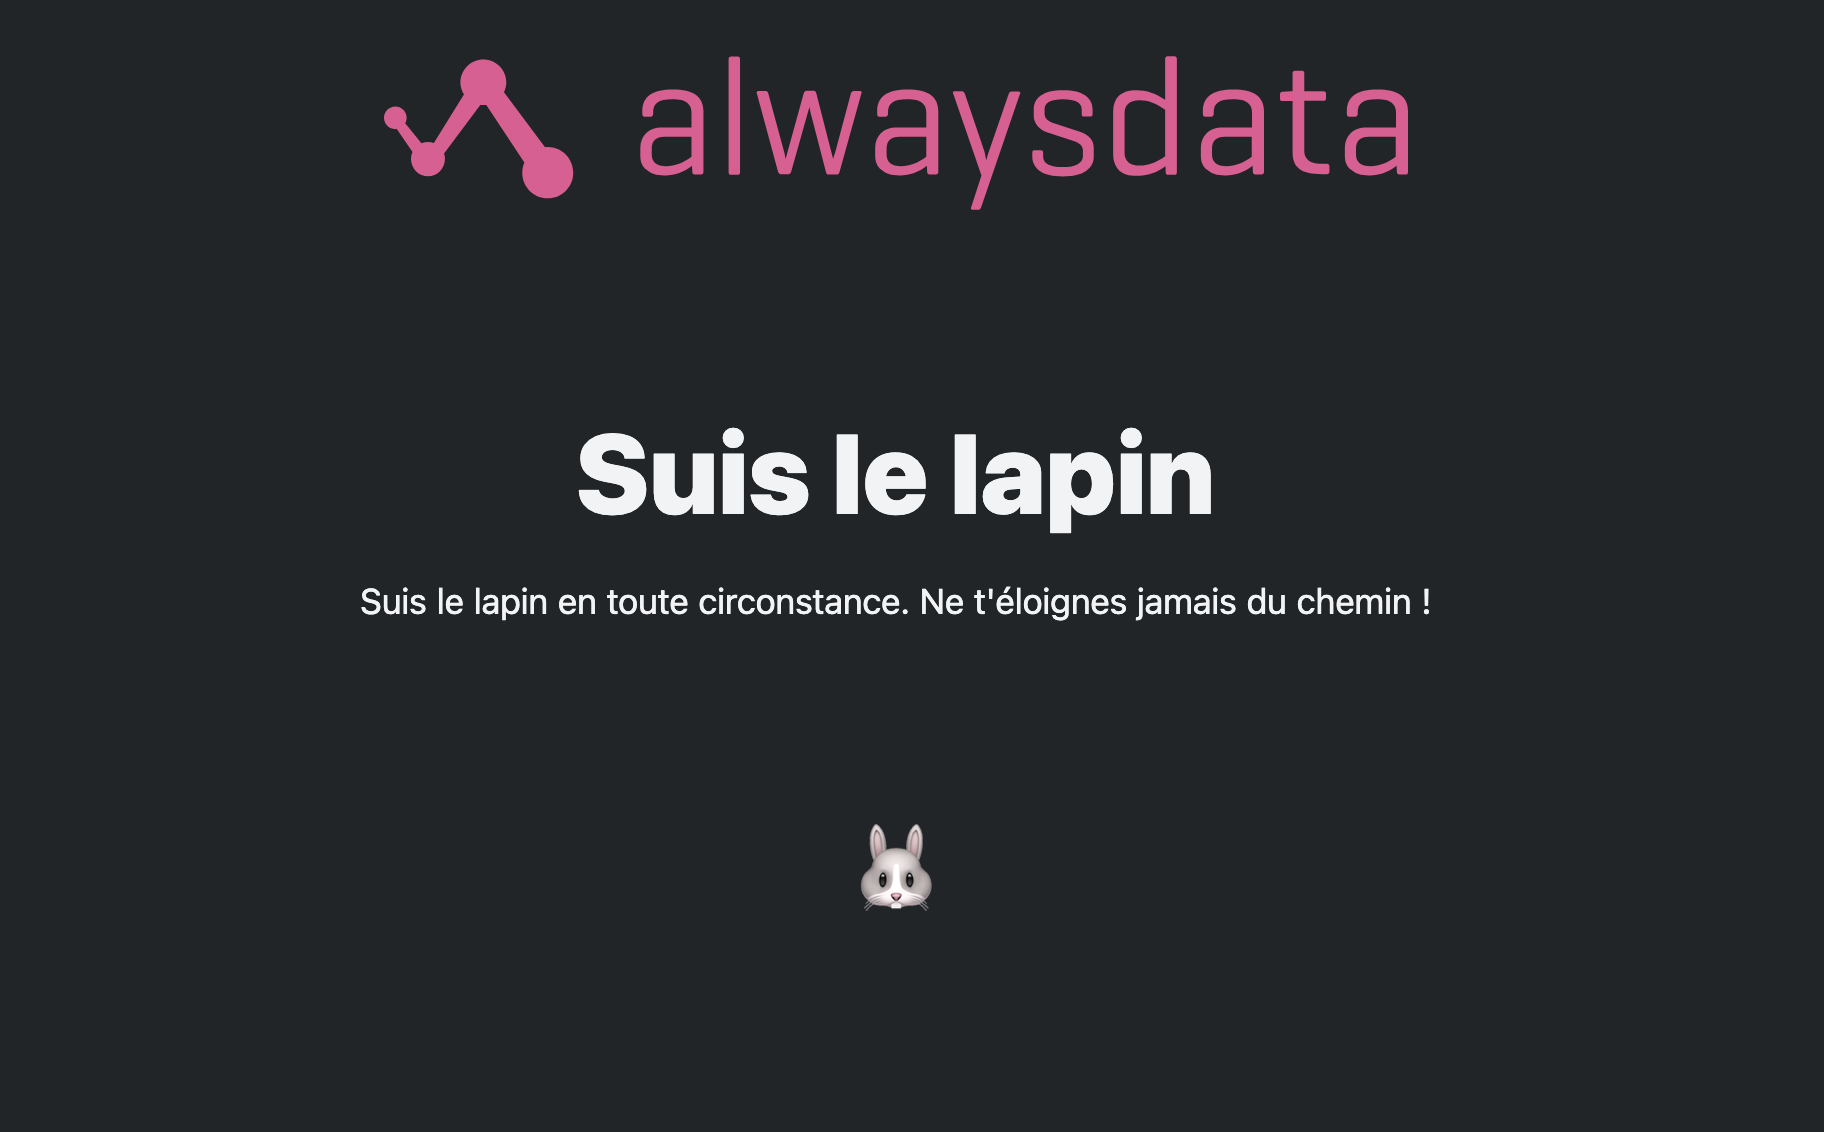 alwaysdata
Suis le lapin
Suis le lapin en toute circonstance. Ne t'éloignes jamais du chemin !